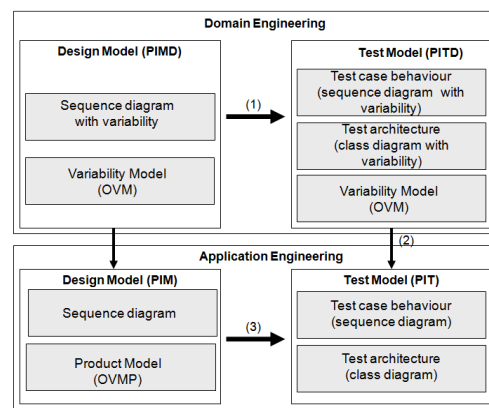 Domain Engineering
Design Model (PIMD)
Sequence diagram
with variability
Variability Model
(OVM)
(1)
Test Model (PITD)
Test case behaviour
(sequence diagram with
variability)
Test architecture
(class diagram with
variability)
Variability Model
(OVM)
(2)
Application Engineering
Design Model (PIM)
Sequence diagram
Product Model
(OVMP)
(3)
Test Model (PIT)
Test case behaviour
(sequence diagram)
Test architecture
(class diagram)